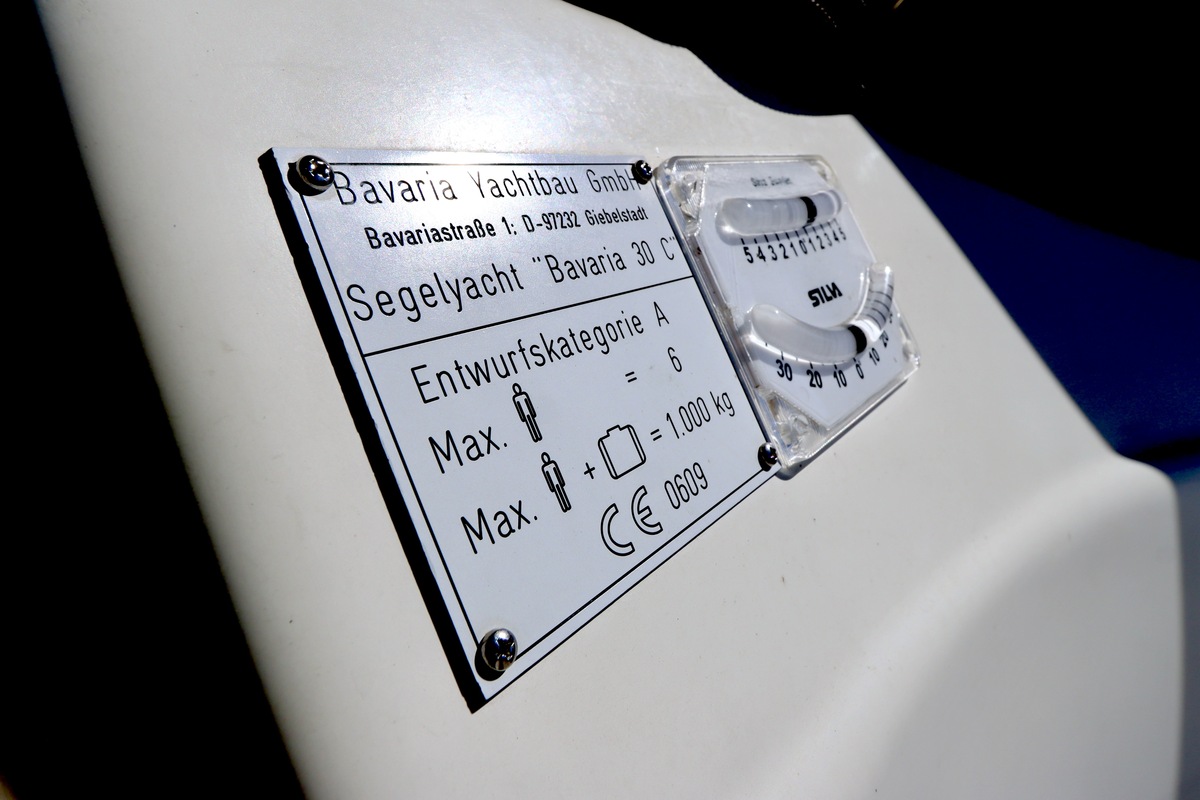 Bavaria Yachtbau GmbH
Bavariastraße 1; D-97232 Giebelstadt
Segelyacht "Bavaria 30 C"
Entwurfskategorie A
Max. = 6
Max. + = 1.000 kg
CE 0609
5 4 3 2 1 0 1 2 3 4 5
SILVA
30 20 10 0 10 20